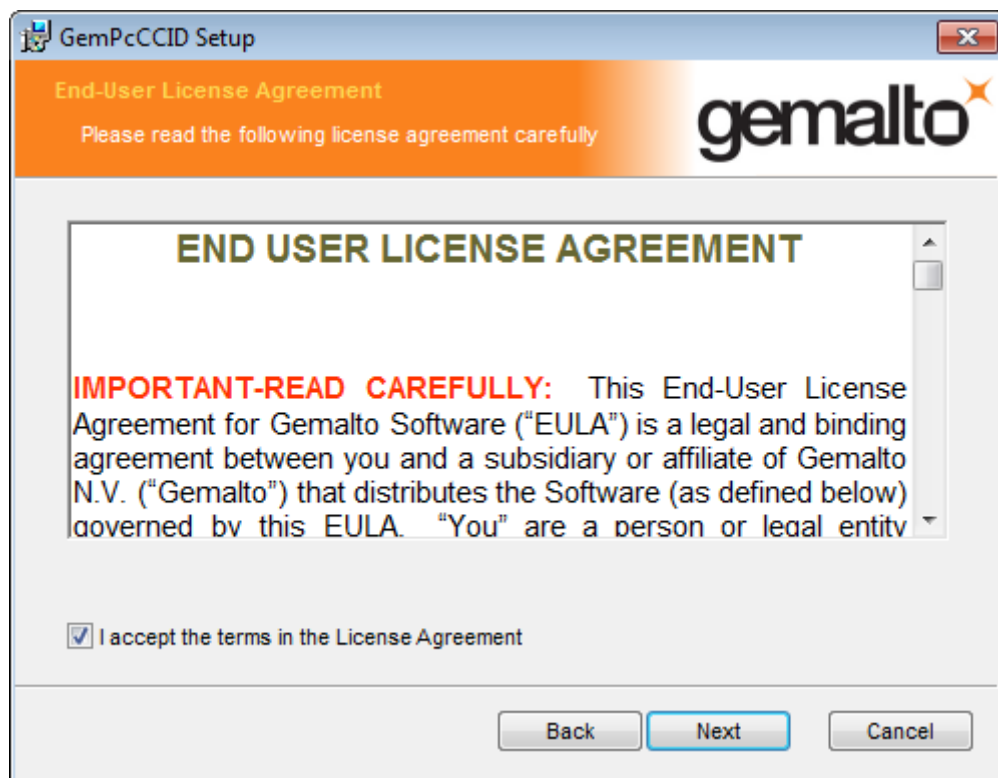 GemPcCCID Setup
End-User License Agreement
Please read the following license agreement carefully
gemalto
END USER LICENSE AGREEMENT
IMPORTANT-READ CAREFULLY: This End-User License
Agreement for Gemalto Software (“EULA”) is a legal and binding
agreement between you and a subsidiary or affiliate of Gemalto
N.V. (“Gemalto”) that distributes the Software (as defined below)
governed by this EULA. “You” are a person or legal entity
I accept the terms in the License Agreement
Back Next Cancel